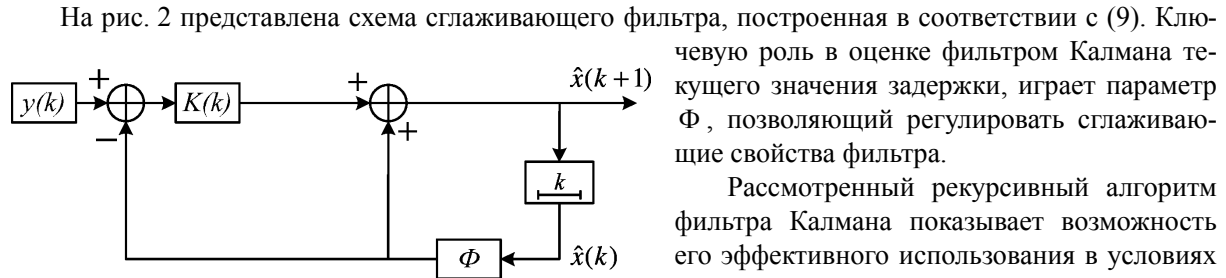 На рис. 2 представлена схема сглаживающего фильтра, построенная в соответствии с (9). Клю-
чевую роль в оценке фильтром Калмана те-
кущего значения задержки, играет параметр
Φ , позволяющий регулировать сглаживаю-
щие свойства фильтра.
Рассмотренный рекурсивный алгоритм
фильтра Калмана показывает возможность
его эффективного использования в условиях
y(k)
+
−
K(k)
+
+
x̂(k+1)
k
Φ
x̂(k)